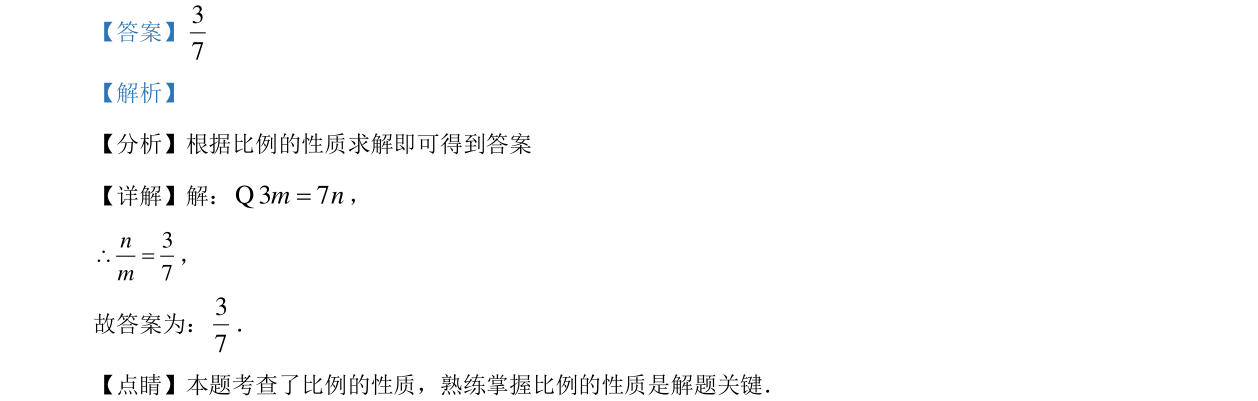 【答案】3/7
【解析】
【分析】根据比例的性质求解即可得到答案
【详解】解：Q 3m = 7n，
∴n/m = 3/7，
故答案为：3/7．
【点睛】本题考查了比例的性质，熟练掌握比例的性质是解题关键．